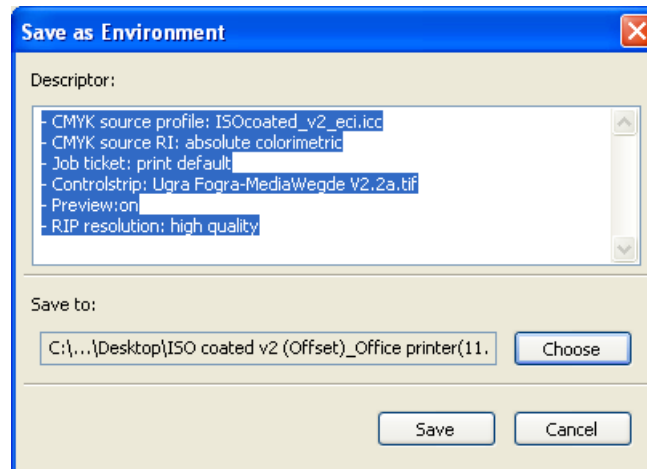 Save as Environment
Descriptor:
- CMYK source profile: ISOcoated_v2_eci.icc
- CMYK source RI: absolute colorimetric
- Job ticket: print default
- Controlstrip: Ugra Fogra-MediaWegde V2.2a.tif
- Preview:on
- RIP resolution: high quality
Save to:
C:\...\Desktop\ISO coated v2 (Offset)_Office printer(11.
Choose
Save
Cancel